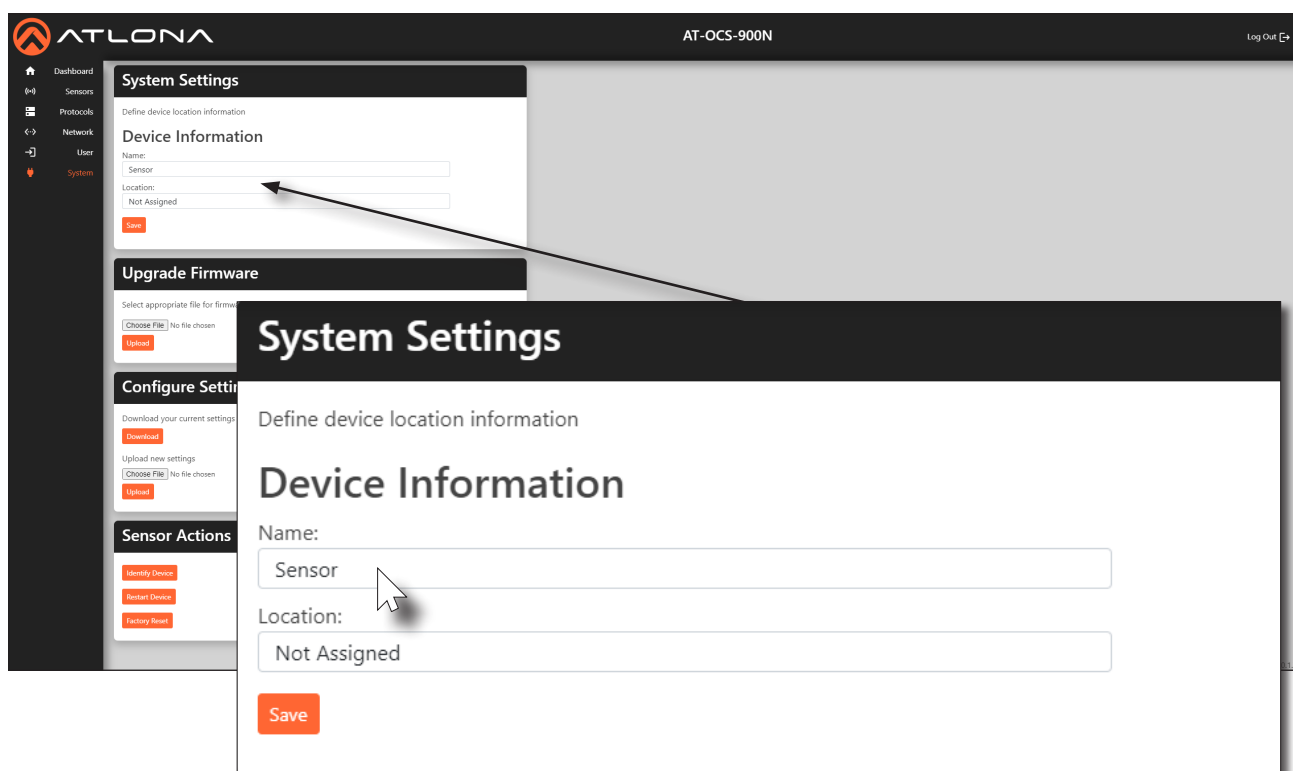 ATLONA
AT-OCS-900N
Log Out
Dashboard
Sensors
Protocols
Network
User
System
System Settings
Define device location information
Device Information
Name:
Sensor
Location:
Not Assigned
Save
Upgrade Firmware
Select appropriate file for
Choose File No file chosen
Upload
Configure
Download your current settings
Download
Upload new settings
Choose File No file chosen
Upload
Sensor Actions
Identify Device
Restart Device
Factory Reset
System Settings
Define device location information
Device Information
Name:
Sensor
Location:
Not Assigned
Save